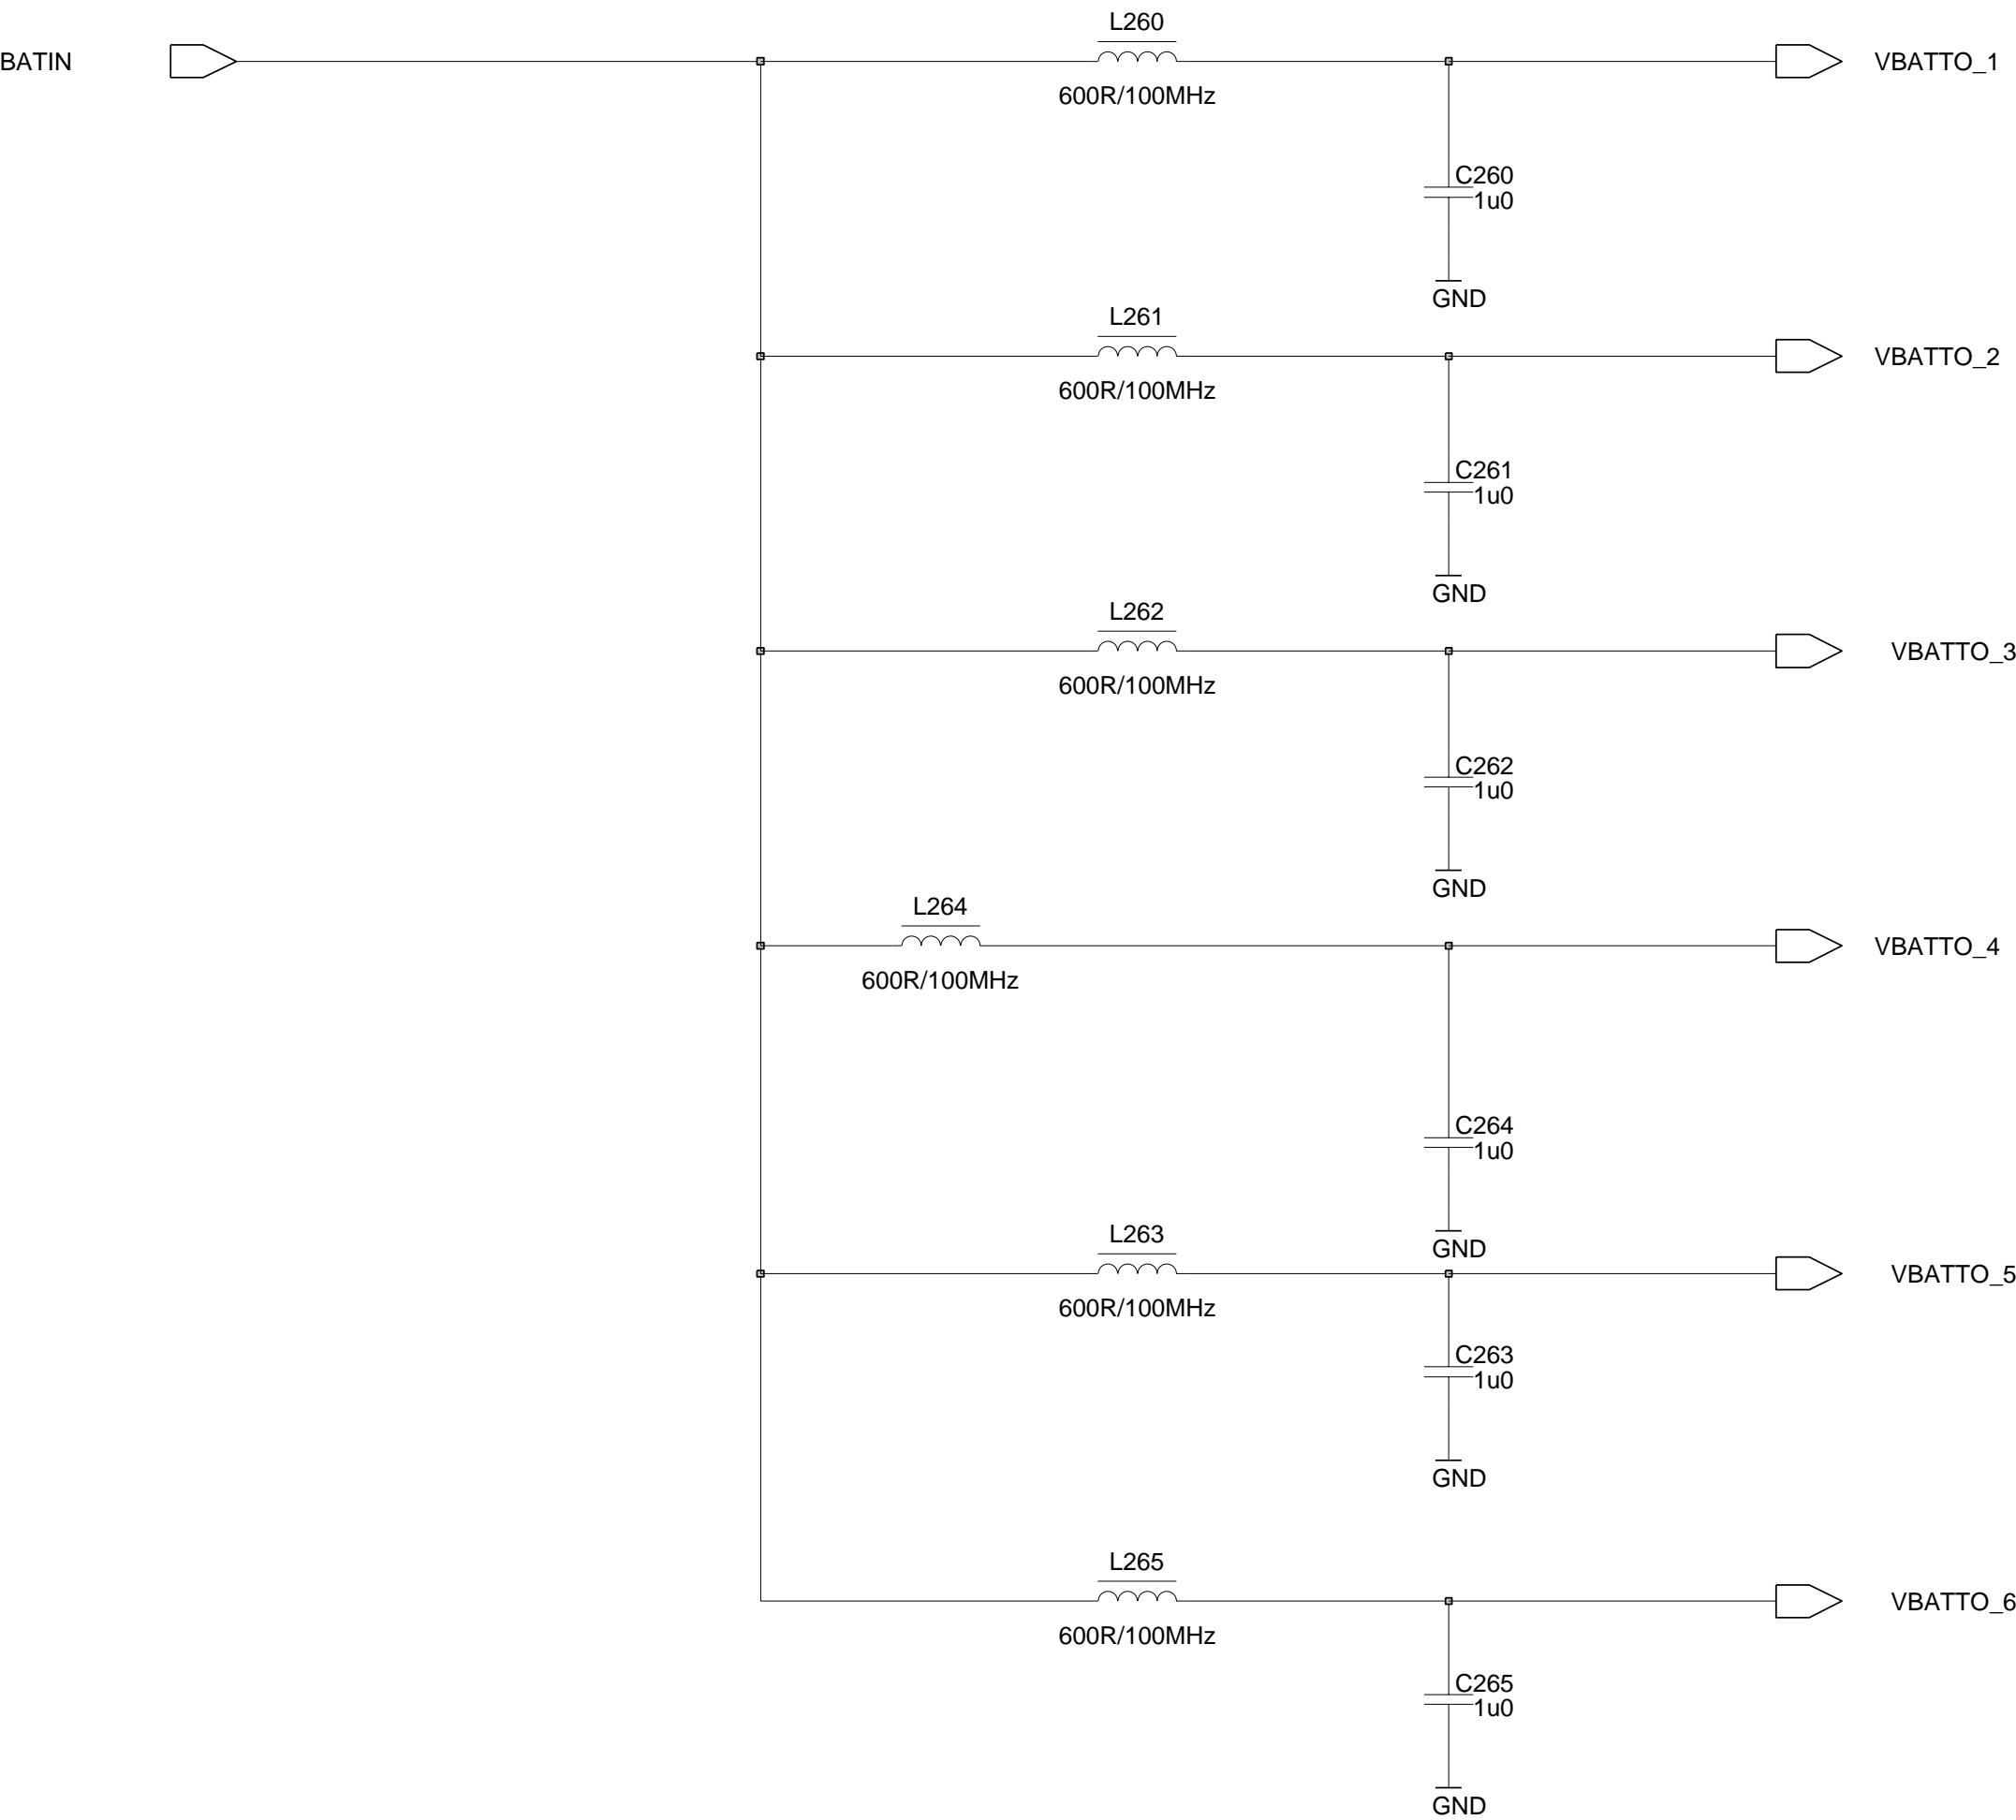 L260
BATIN
VBATTO_1
600R/100MHz
C260
1u0
GND
L261
VBATTO_2
600R/100MHz
C261
1u0
GND
L262
VBATTO_3
600R/100MHz
C262
1u0
GND
L264
VBATTO_4
600R/100MHz
C264
1u0
GND
L263
VBATTO_5
600R/100MHz
C263
1u0
GND
L265
VBATTO_6
600R/100MHz
C265
1u0
GND